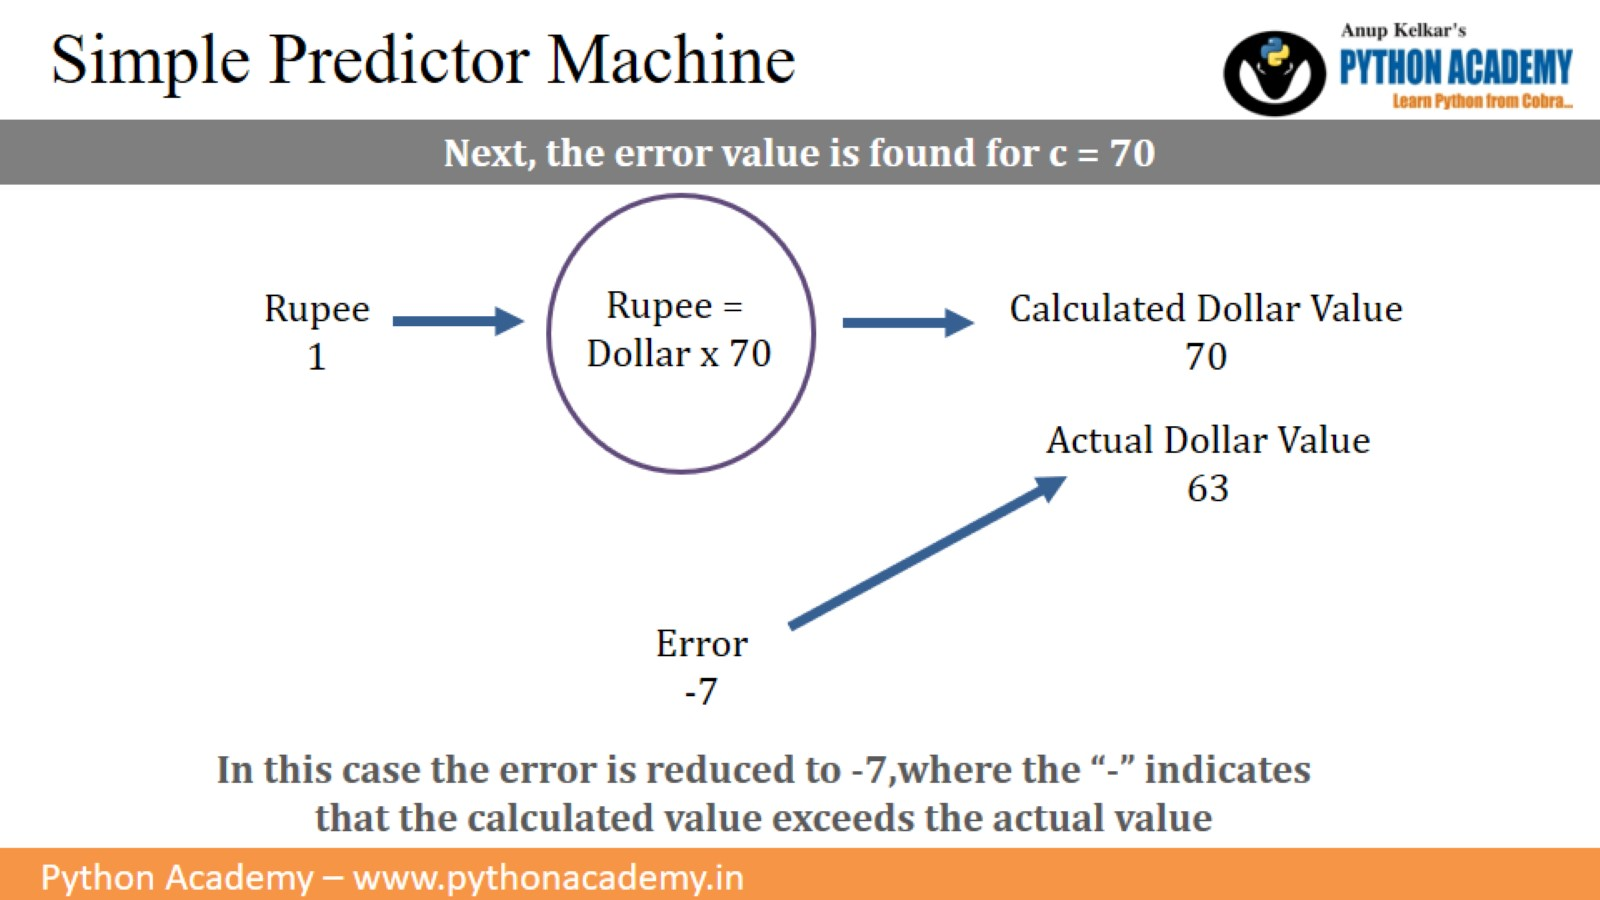 Simple Predictor Machine
Anup Kelkar's
PYTHON ACADEMY
Learn Python from Cobra...
Next, the error value is found for c = 70
Rupee
1
Rupee =
Dollar x 70
Calculated Dollar Value
70
Actual Dollar Value
63
Error
-7
In this case the error is reduced to -7,where the “-” indicates
that the calculated value exceeds the actual value
Python Academy – www.pythonacademy.in